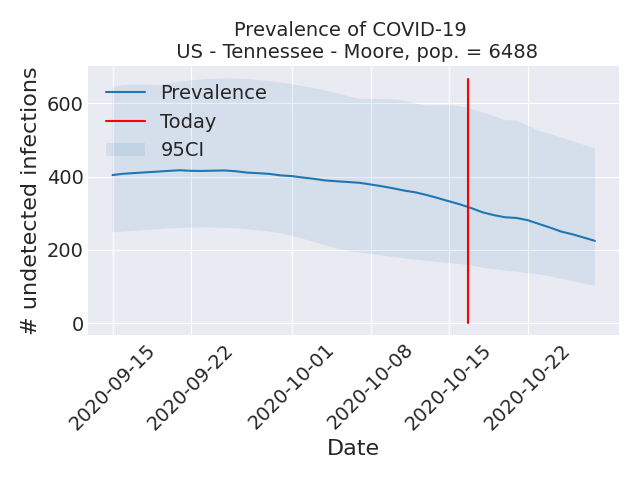 Prevalence of COVID-19
US - Tennessee - Moore, pop. = 6488
# undetected infections
600
400
200
0
Prevalence
Today
95CI
2020-09-15
2020-09-22
2020-10-01
2020-10-08
2020-10-15
2020-10-22
Date